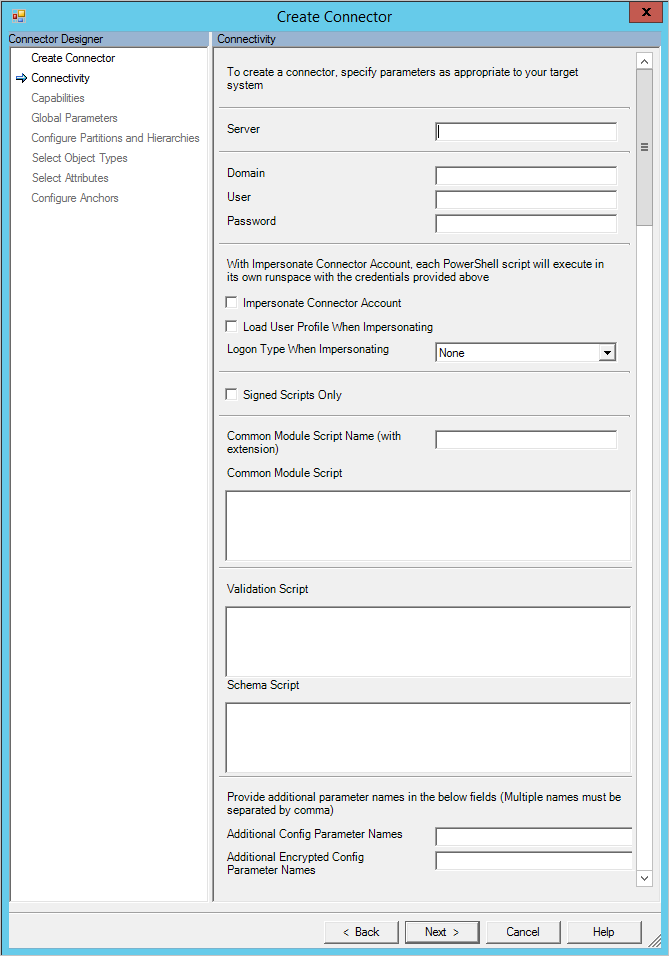 Create Connector
x
Connector Designer
Connectivity
Create Connector
Connectivity
Capabilities
Global Parameters
Configure Partitions and Hierarchies
Select Object Types
Select Attributes
Configure Anchors
To create a connector, specify parameters as appropriate to your target
system
Server
Domain
User
Password
With Impersonate Connector Account, each PowerShell script will execute in
its own runspace with the credentials provided above
Impersonate Connector Account
Load User Profile When Impersonating
Logon Type When Impersonating
None
Signed Scripts Only
Common Module Script Name (with
extension)
Common Module Script
Validation Script
Schema Script
Provide additional parameter names in the below fields (Multiple names must be
separated by comma)
Additional Config Parameter Names
Additional Encrypted Config
Parameter Names
< Back
Next >
Cancel
Help